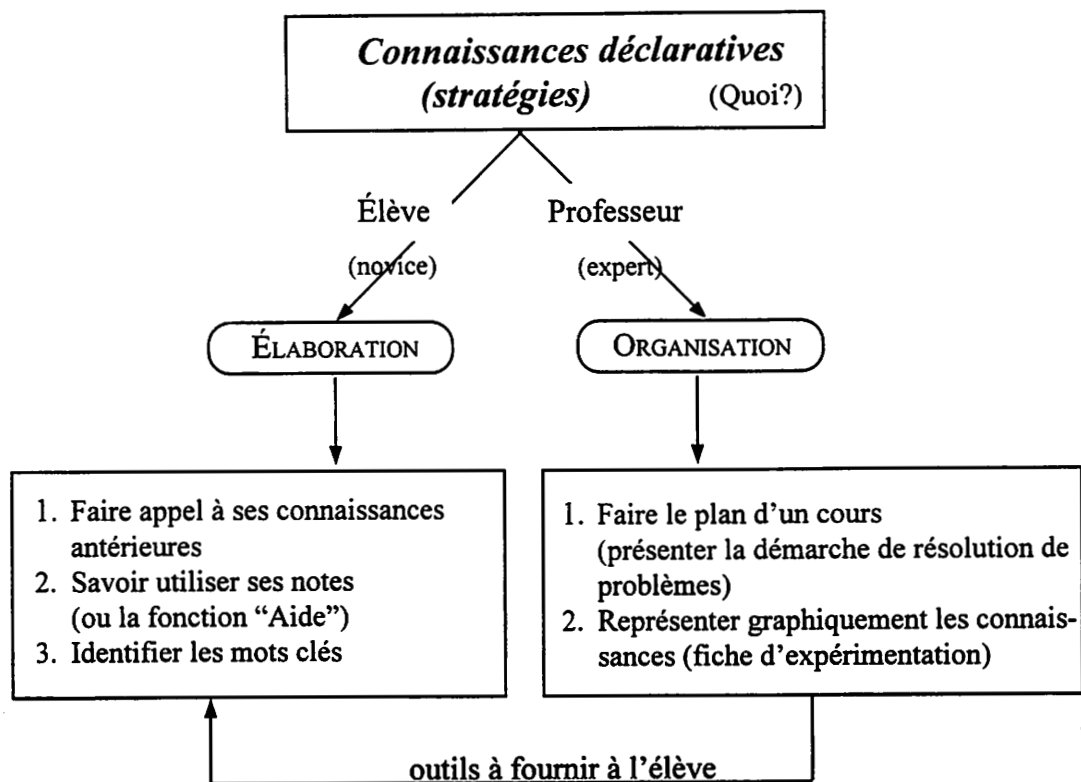 Connaissances déclaratives
(stratégies) (Quoi?)
Élève Professeur
(novice) (expert)
ÉLABORATION ORGANISATION
1. Faire appel à ses connaissances
antérieures
2. Savoir utiliser ses notes
(ou la fonction “Aide”)
3. Identifier les mots clés
1. Faire le plan d’un cours
(présenter la démarche de résolution de
problèmes)
2. Représenter graphiquement les connais-
sances (fiche d’expérimentation)
outils à fournir à l’élève